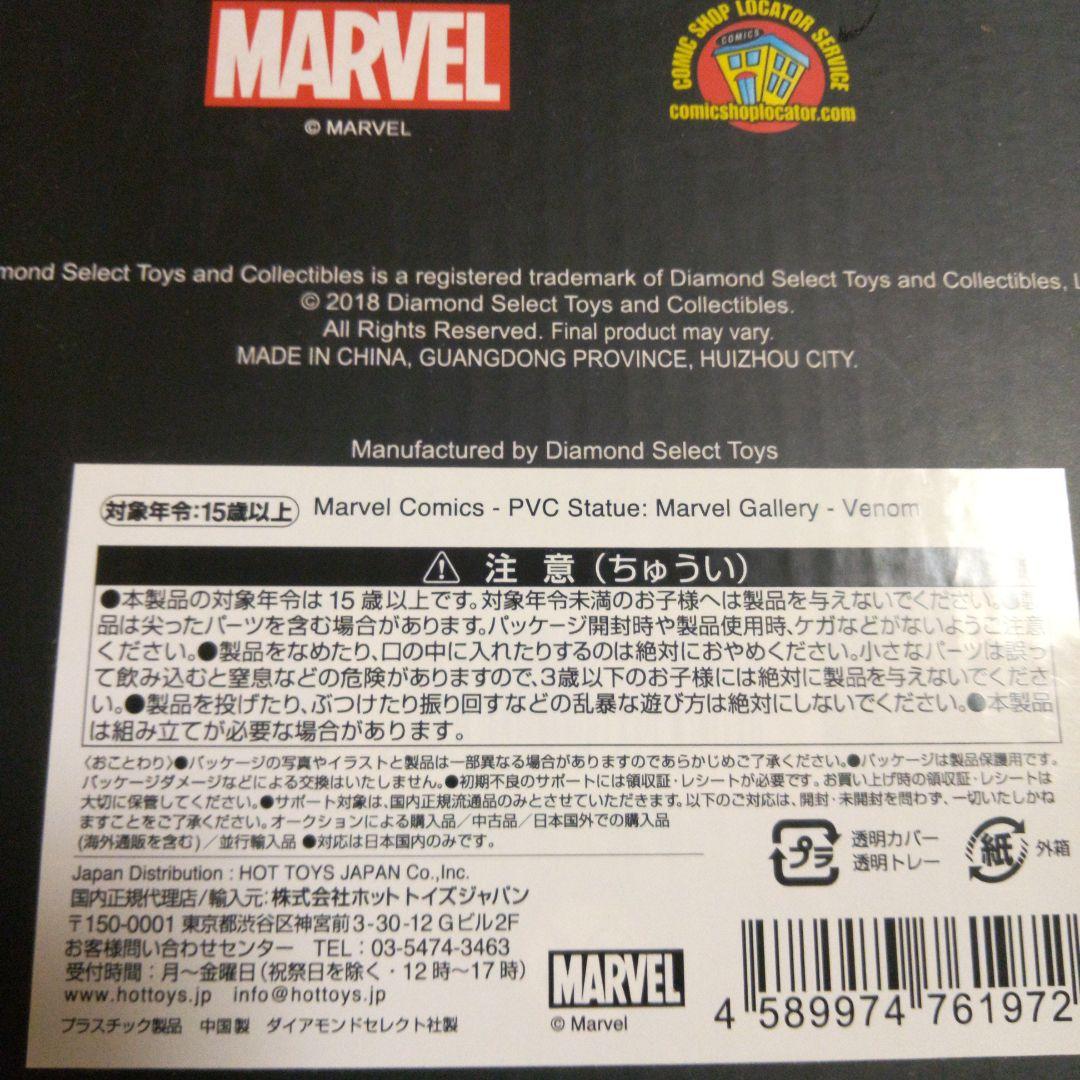 MARVEL
© MARVEL
COMIC SHOP LOCATOR SERVICE
COMICS
comicshoplocator.com
mond Select Toys and Collectibles is a registered trademark of Diamond Select Toys and Collectibles, L
© 2018 Diamond Select Toys and Collectibles.
All Rights Reserved. Final product may vary.
MADE IN CHINA, GUANGDONG PROVINCE, HUIZHOU CITY.
Manufactured by Diamond Select Toys
対象年令:15歳以上 Marvel Comics - PVC Statue: Marvel Gallery - Venom
注 意（ちゅうい）
●本製品の対象年令は15歳以上です。対象年令未満のお子様へは製品を与えないでください。●製
品は尖ったパーツを含む場合があります。パッケージ開封時や製品使用時、ケガなどがないようご注意
ください。●製品をなめたり、口の中に入れたりするのは絶対におやめください。小さなパーツは誤っ
て飲み込むと窒息などの危険がありますので、3歳以下のお子様には絶対に製品を与えないでくださ
い。●製品を投げたり、ぶつけたり振り回すなどの乱暴な遊び方は絶対にしないでください。●本製品
は組み立てが必要な場合があります。
〈おことわり〉●パッケージの写真やイラストと製品は一部異なる場合がありますのであらかじめご了承ください。●パッケージは製品保護用です。
パッケージダメージなどによる交換はいたしません。●初期不良のサポートには領収証・レシートが必要です。お買い上げ時の領収証・レシートは
大切に保管してください。●サポート対象は、国内正規流通品のみとさせていただきます。以下のご対応は、開封・未開封を問わず、一切いたしかね
ますことをご了承ください。オークションによる購入品／中古品／日本国外での購入品
(海外通販を含む)／並行輸入品 ●対応は日本国内のみです。
プラ
透明カバー
透明トレー
紙
外箱
Japan Distribution : HOT TOYS JAPAN Co.,Inc.
国内正規代理店/輸入元:株式会社ホットトイズジャパン
〒150-0001 東京都渋谷区神宮前3-30-12 Gビル2F
お客様問い合わせセンター TEL：03-5474-3463
受付時間：月～金曜日（祝祭日を除く・12時～17時）
www.hottoys.jp info@hottoys.jp
プラスチック製品 中国製 ダイアモンドセレクト社製
MARVEL
© Marvel
4 589974 761972